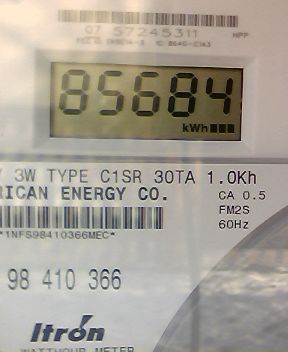 07 57245311 HPP
85684
kWh
3W TYPE C1SR 30TA 1.0Kh
RICAN ENERGY CO.
CA 0.5
FM2S
60Hz
*1NFS98410366MEC*
98 410 366
Itron
WATTHOUR METER